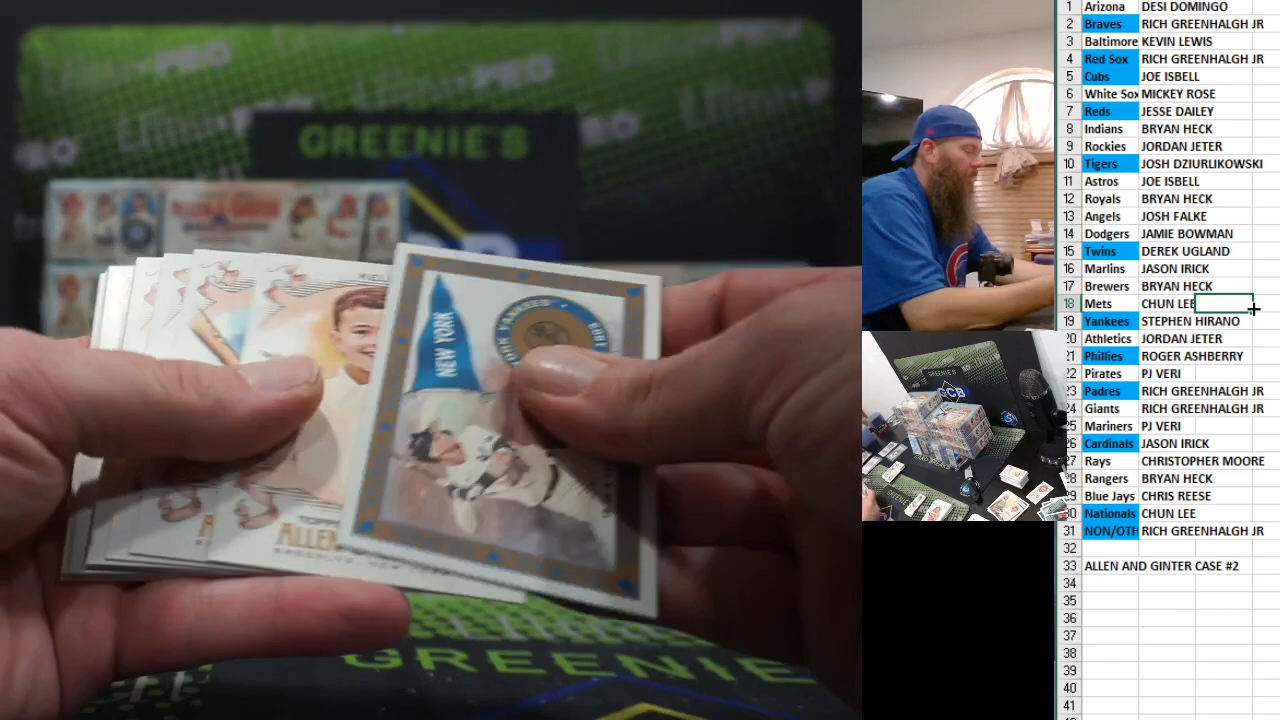 GREENIE'S
NEW YORK
YANKEES
TOPPS
ALLEN
GREENIE
GREENIE'S
GCB
1 Arizona DESI DOMINGO
2 Braves RICH GREENHALGH JR
3 Baltimore KEVIN LEWIS
4 Red Sox RICH GREENHALGH JR
5 Cubs JOE ISBELL
6 White Sox MICKEY ROSE
7 Reds JESSE DAILEY
8 Indians BRYAN HECK
9 Rockies JORDAN JETER
10 Tigers JOSH DZIURLIKOWSKI
11 Astros JOE ISBELL
12 Royals BRYAN HECK
13 Angels JOSH FALKE
14 Dodgers JAMIE BOWMAN
15 Twins DEREK UGLAND
16 Marlins JASON IRICK
17 Brewers BRYAN HECK
18 Mets CHUN LEE
19 Yankees STEPHEN HIRANO
20 Athletics JORDAN JETER
21 Phillies ROGER ASHBERRY
22 Pirates PJ VERI
23 Padres RICH GREENHALGH JR
24 Giants RICH GREENHALGH JR
25 Mariners PJ VERI
26 Cardinals JASON IRICK
27 Rays CHRISTOPHER MOORE
28 Rangers BRYAN HECK
29 Blue Jays CHRIS REESE
30 Nationals CHUN LEE
31 NON/OTH RICH GREENHALGH JR
32
33 ALLEN AND GINTER CASE #2
34
35
36
37
38
39
40
41